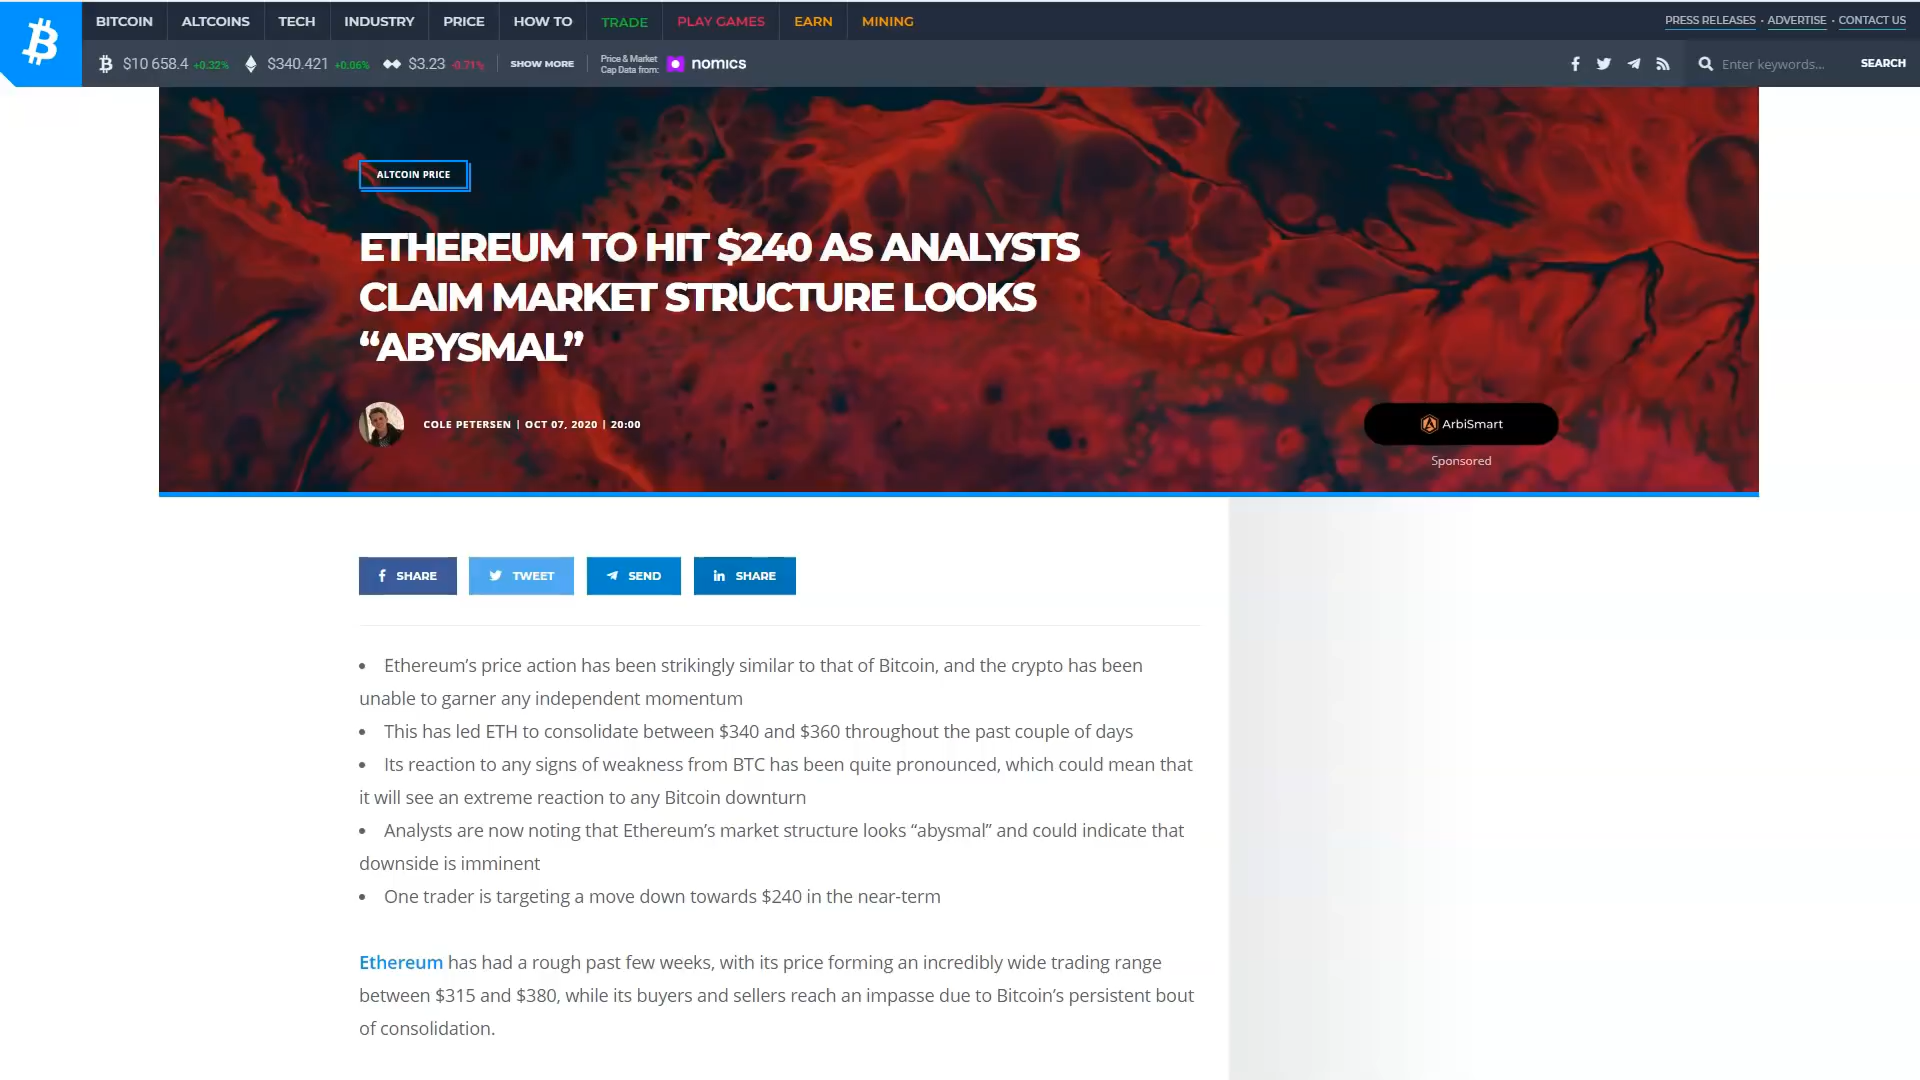 BITCOIN ALTCOINS TECH INDUSTRY PRICE HOW TO TRADE PLAY GAMES EARN MINING PRESS RELEASES · ADVERTISE · CONTACT US
$10 658.4 +0.32% $340.421 +0.06% $3.23 -0.71% SHOW MORE Price & Market Cap Data from: nomics Enter keywords... SEARCH
ALTCOIN PRICE
ETHEREUM TO HIT $240 AS ANALYSTS
CLAIM MARKET STRUCTURE LOOKS
“ABYSMAL”
COLE PETERSEN | OCT 07, 2020 | 20:00
ArbiSmart
Sponsored
SHARE TWEET SEND SHARE
• Ethereum’s price action has been strikingly similar to that of Bitcoin, and the crypto has been
unable to garner any independent momentum
• This has led ETH to consolidate between $340 and $360 throughout the past couple of days
• Its reaction to any signs of weakness from BTC has been quite pronounced, which could mean that
it will see an extreme reaction to any Bitcoin downturn
• Analysts are now noting that Ethereum’s market structure looks “abysmal” and could indicate that
downside is imminent
• One trader is targeting a move down towards $240 in the near-term
Ethereum has had a rough past few weeks, with its price forming an incredibly wide trading range
between $315 and $380, while its buyers and sellers reach an impasse due to Bitcoin’s persistent bout
of consolidation.